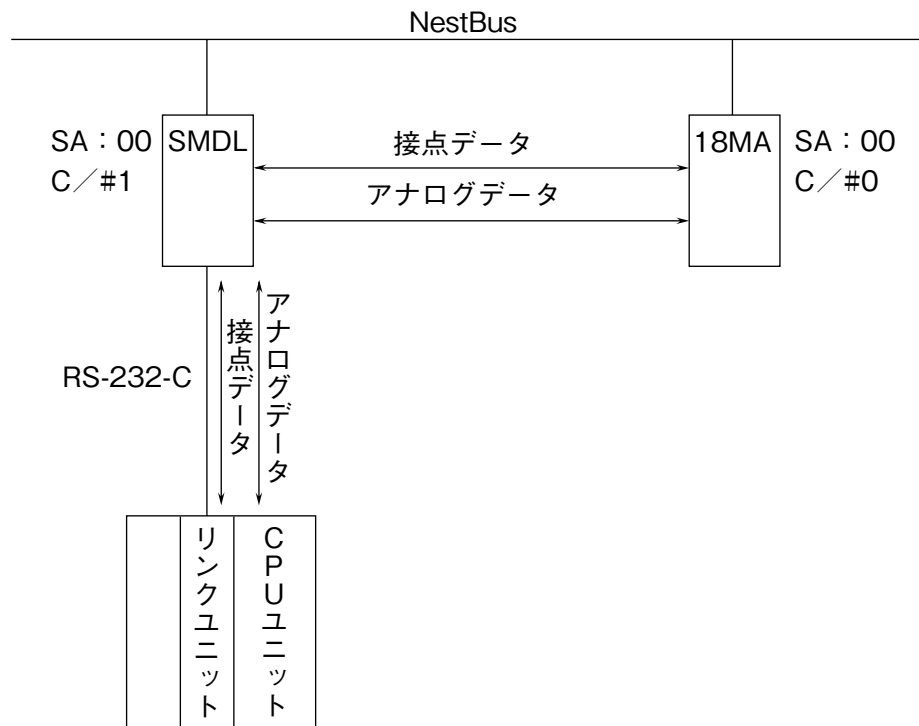 NestBus
SA：00
C／#1
SMDL
接点データ
アナログデータ
18MA
SA：00
C／#0
RS-232-C
接点データ
アナログデータ
リンクユニット
CPUユニット